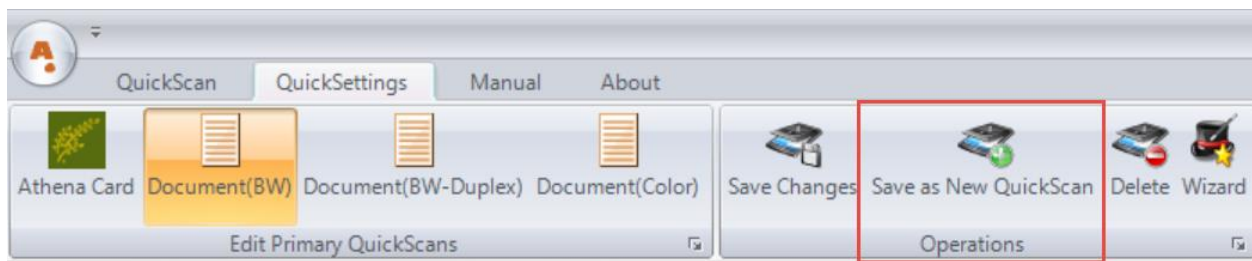 A
QuickScan QuickSettings Manual About
Athena Card Document(BW) Document(BW-Duplex) Document(Color) Save Changes Save as New QuickScan Delete Wizard
Edit Primary QuickScans Operations